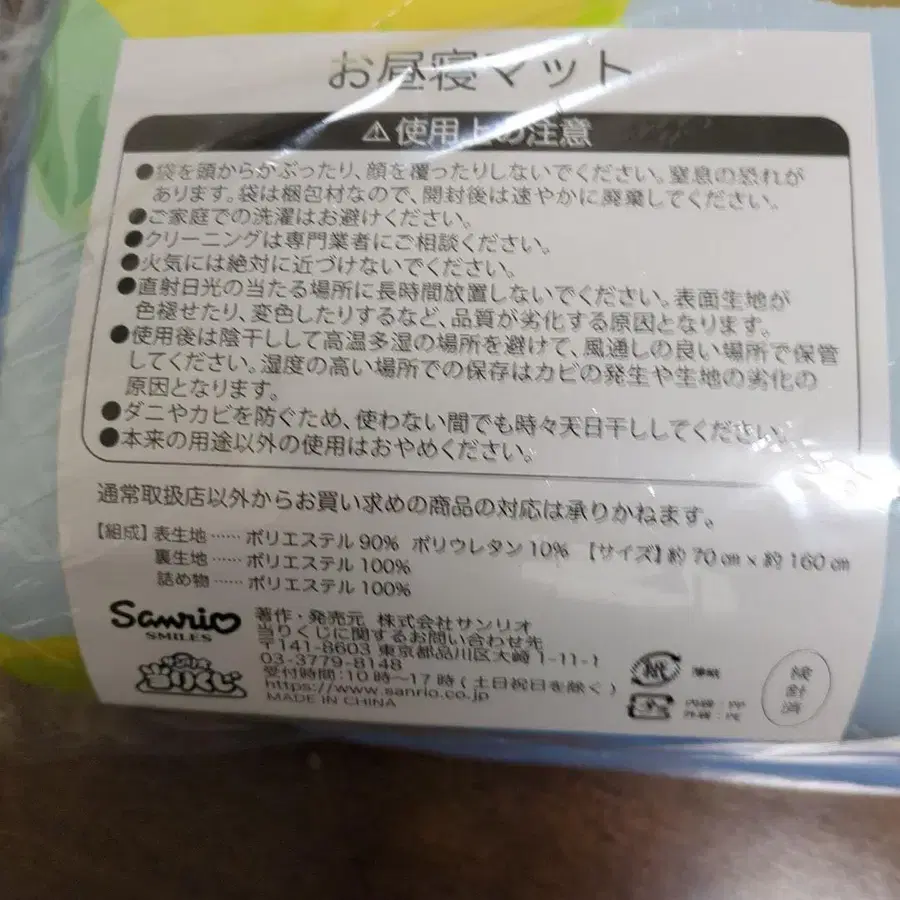 お昼寝マット
⚠使用上の注意
●袋を頭からかぶったり、顔を覆ったりしないでください。窒息の恐れが
あります。袋は梱包材なので、開封後は速やかに廃棄してください。
●ご家庭での洗濯はお避けください。
●クリーニングは専門業者にご相談ください。
●火気には絶対に近づけないでください。
●直射日光の当たる場所に長時間放置しないでください。表面生地が
色褪せたり、変色したりするなど、品質が劣化する原因となります。
●使用後は陰干しして高温多湿の場所を避けて、風通しの良い場所で保管
してください。湿度の高い場所での保存はカビの発生や生地の劣化の
原因となります。
●ダニやカビを防ぐため、使わない間でも時々天日干ししてください。
●本来の用途以外の使用はおやめください。
通常取扱店以外からお買い求めの商品の対応は承りかねます。
【組成】表生地……ポリエステル90% ポリウレタン10% 【サイズ】約70㎝×約160㎝
裏生地……ポリエステル100%
詰め物……ポリエステル100%
Sanrio
SMILES
当りくじ
著作・発売元 株式会社サンリオ
当りくじに関するお問い合わせ先
〒141-8603 東京都品川区大崎1-11-1
03-3779-8148
受付時間：10時～17時（土日祝日を除く）
https://www.sanrio.co.jp
MADE IN CHINA
紙
プラ
内袋：PP
外袋：PE
検針済